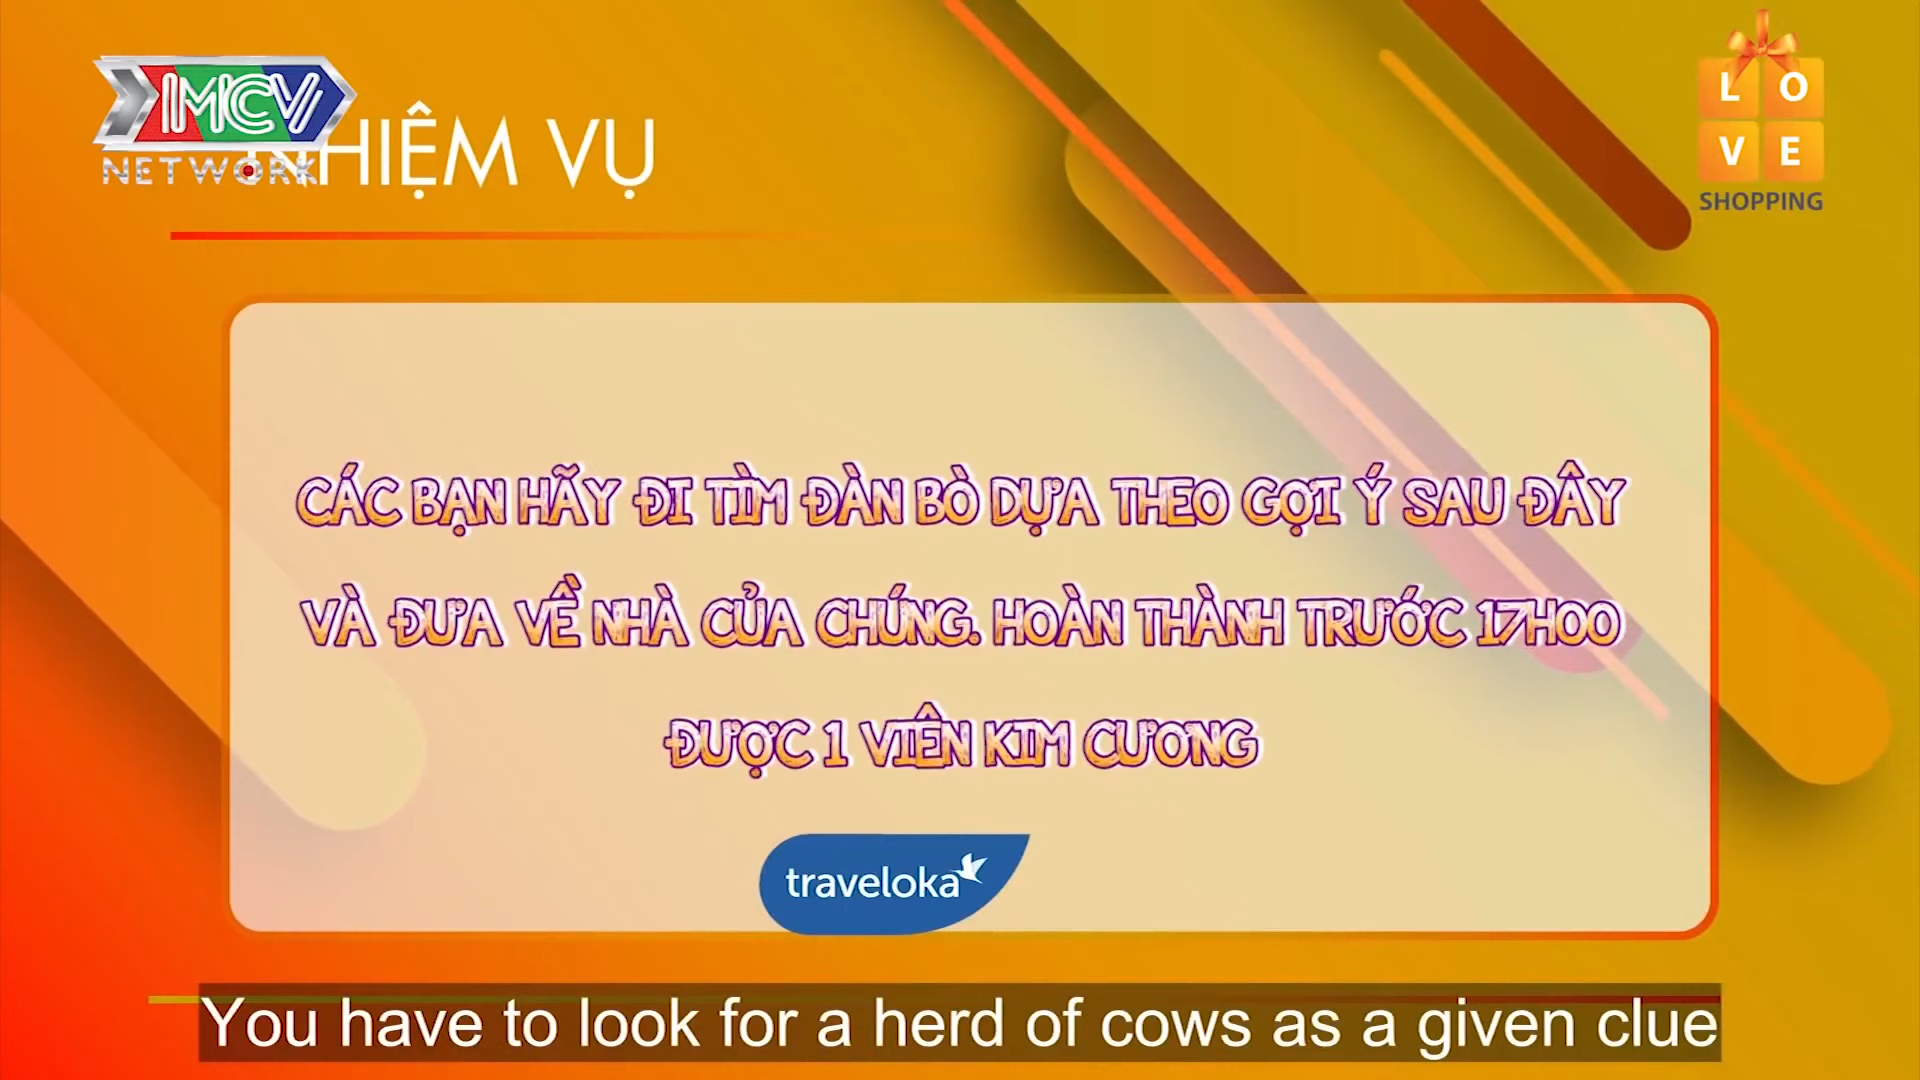 MCV
NETWORK
NHIỆM VỤ
LO
VE
SHOPPING
CÁC BẠN HÃY ĐI TÌM ĐÀN BÒ DỰA THEO GỢI Ý SAU ĐÂY
VÀ ĐƯA VỀ NHÀ CỦA CHÚNG. HOÀN THÀNH TRƯỚC 17H00
ĐƯỢC 1 VIÊN KIM CƯƠNG
traveloka
You have to look for a herd of cows as a given clue